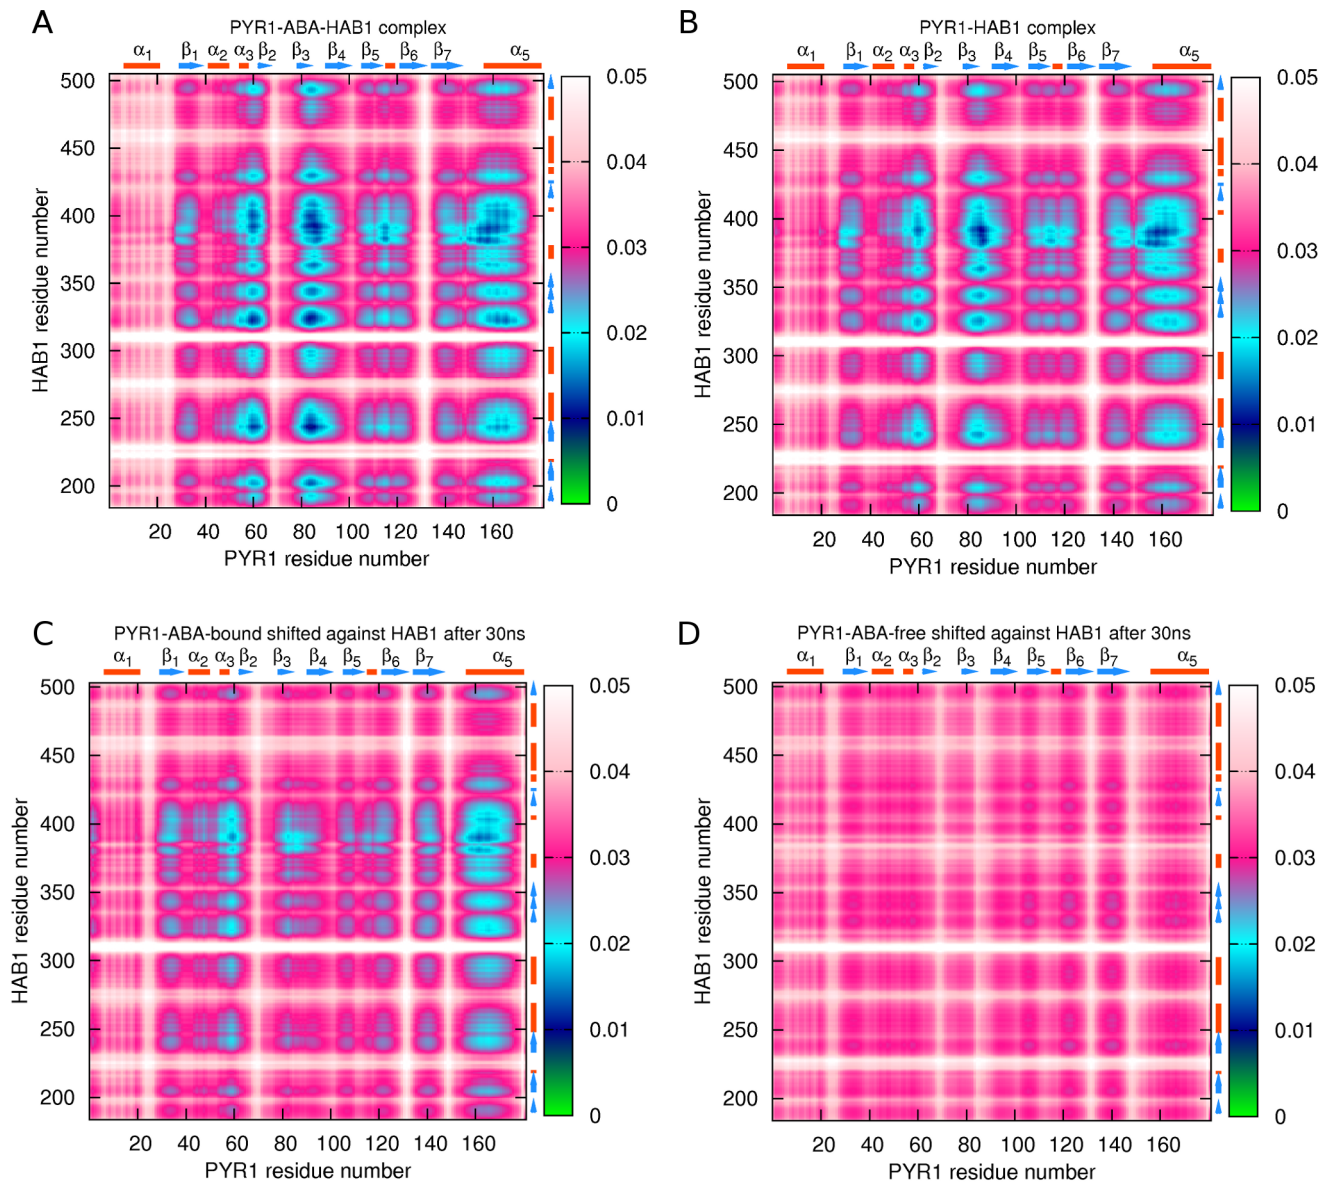 A
PYR1-ABA-HAB1 complex
α1 β1 α2 α3 β2 β3 β4 β5 β6 β7 α5
500
450
400
350
300
250
200
HAB1 residue number
20 40 60 80 100 120 140 160
PYR1 residue number
0.05
0.04
0.03
0.02
0.01
0
B
PYR1-HAB1 complex
α1 β1 α2 α3 β2 β3 β4 β5 β6 β7 α5
500
450
400
350
300
250
200
HAB1 residue number
20 40 60 80 100 120 140 160
PYR1 residue number
0.05
0.04
0.03
0.02
0.01
0
C
PYR1-ABA-bound shifted against HAB1 after 30ns
α1 β1 α2 α3 β2 β3 β4 β5 β6 β7 α5
500
450
400
350
300
250
200
HAB1 residue number
20 40 60 80 100 120 140 160
PYR1 residue number
0.05
0.04
0.03
0.02
0.01
0
D
PYR1-ABA-free shifted against HAB1 after 30ns
α1 β1 α2 α3 β2 β3 β4 β5 β6 β7 α5
500
450
400
350
300
250
200
HAB1 residue number
20 40 60 80 100 120 140 160
PYR1 residue number
0.05
0.04
0.03
0.02
0.01
0